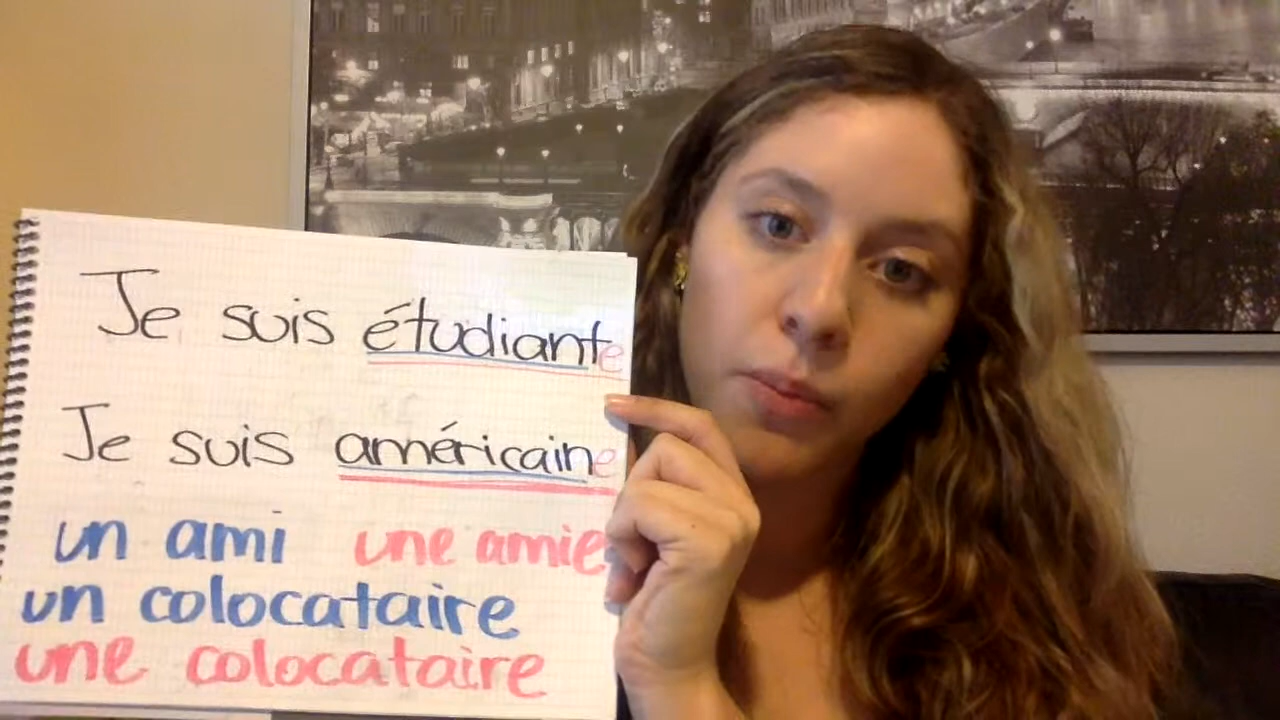 Je suis étudiante
Je suis américaine
un ami une amie
un colocataire
une colocataire